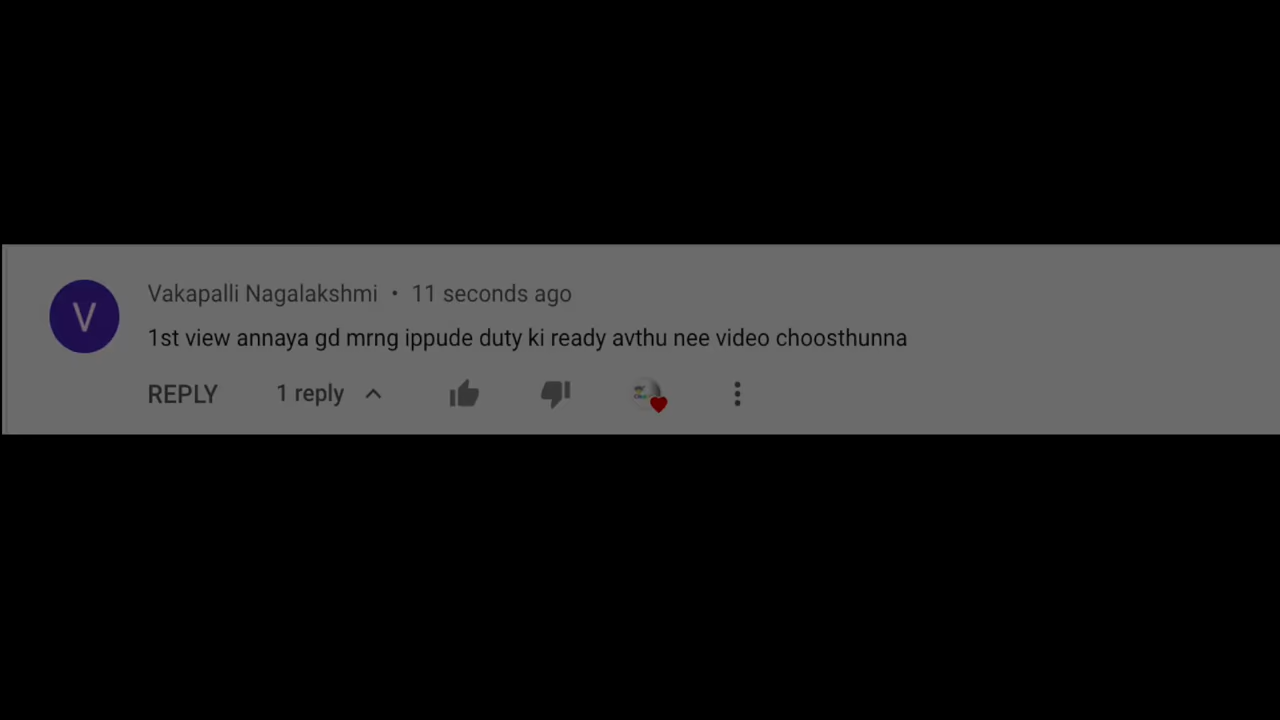 V
Vakapalli Nagalakshmi • 11 seconds ago
1st view annaya gd mrng ippude duty ki ready avthu nee video choosthunna
REPLY 1 reply